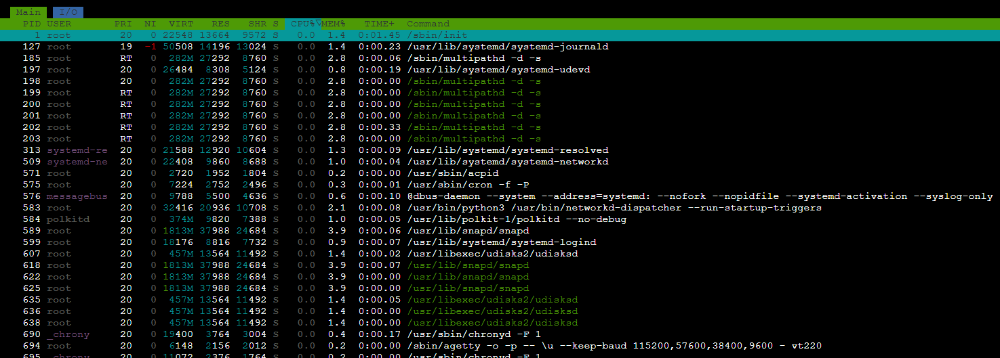 Main I/O
PID USER PRI NI VIRT RES SHR S CPU%▽MEM% TIME+ Command
1 root 20 0 22548 13664 9572 S 0.0 1.4 0:01.45 /sbin/init
127 root 19 -1 50508 14196 13024 S 0.0 1.4 0:00.23 /usr/lib/systemd/systemd-journald
185 root RT 0 282M 27292 8760 S 0.0 2.8 0:00.06 /sbin/multipathd -d -s
197 root 20 0 26484 8308 5124 S 0.0 0.8 0:00.19 /usr/lib/systemd/systemd-udevd
198 root 20 0 282M 27292 8760 S 0.0 2.8 0:00.00 /sbin/multipathd -d -s
199 root RT 0 282M 27292 8760 S 0.0 2.8 0:00.00 /sbin/multipathd -d -s
200 root RT 0 282M 27292 8760 S 0.0 2.8 0:00.00 /sbin/multipathd -d -s
201 root RT 0 282M 27292 8760 S 0.0 2.8 0:00.00 /sbin/multipathd -d -s
202 root RT 0 282M 27292 8760 S 0.0 2.8 0:00.33 /sbin/multipathd -d -s
203 root RT 0 282M 27292 8760 S 0.0 2.8 0:00.00 /sbin/multipathd -d -s
313 systemd-re 20 0 21588 12920 10604 S 0.0 1.3 0:00.09 /usr/lib/systemd/systemd-resolved
509 systemd-ne 20 0 22408 9860 8688 S 0.0 1.0 0:00.04 /usr/lib/systemd/systemd-networkd
571 root 20 0 2720 1952 1804 S 0.0 0.2 0:00.00 /usr/sbin/acpid
575 root 20 0 7224 2752 2496 S 0.0 0.3 0:00.01 /usr/sbin/cron -f -P
576 messagebus 20 0 9788 5500 4636 S 0.0 0.6 0:00.10 @dbus-daemon --system --address=systemd: --nofork --nopidfile --systemd-activation --syslog-only
583 root 20 0 32416 20936 10708 S 0.0 2.1 0:00.08 /usr/bin/python3 /usr/bin/networkd-dispatcher --run-startup-triggers
584 polkitd 20 0 374M 9820 7388 S 0.0 1.0 0:00.05 /usr/lib/polkit-1/polkitd --no-debug
589 root 20 0 1813M 37988 24684 S 0.0 3.9 0:00.06 /usr/lib/snapd/snapd
599 root 20 0 18176 8816 7732 S 0.0 0.9 0:00.07 /usr/lib/systemd/systemd-logind
607 root 20 0 457M 13564 11492 S 0.0 1.4 0:00.02 /usr/libexec/udisks2/udisksd
618 root 20 0 1813M 37988 24684 S 0.0 3.9 0:00.07 /usr/lib/snapd/snapd
622 root 20 0 1813M 37988 24684 S 0.0 3.9 0:00.00 /usr/lib/snapd/snapd
625 root 20 0 1813M 37988 24684 S 0.0 3.9 0:00.00 /usr/lib/snapd/snapd
635 root 20 0 457M 13564 11492 S 0.0 1.4 0:00.05 /usr/libexec/udisks2/udisksd
636 root 20 0 457M 13564 11492 S 0.0 1.4 0:00.00 /usr/libexec/udisks2/udisksd
638 root 20 0 457M 13564 11492 S 0.0 1.4 0:00.00 /usr/libexec/udisks2/udisksd
690 _chrony 20 0 19400 3764 3004 S 0.0 0.4 0:00.17 /usr/sbin/chronyd -F 1
694 root 20 0 6148 2156 2012 S 0.0 0.2 0:00.00 /sbin/agetty -o -p -- \u --keep-baud 115200,57600,38400,9600 - vt220
695 _chrony 20 0 11072 2376 1764 S 0.0 0.2 0:00.00 /usr/sbin/chronyd -F 1